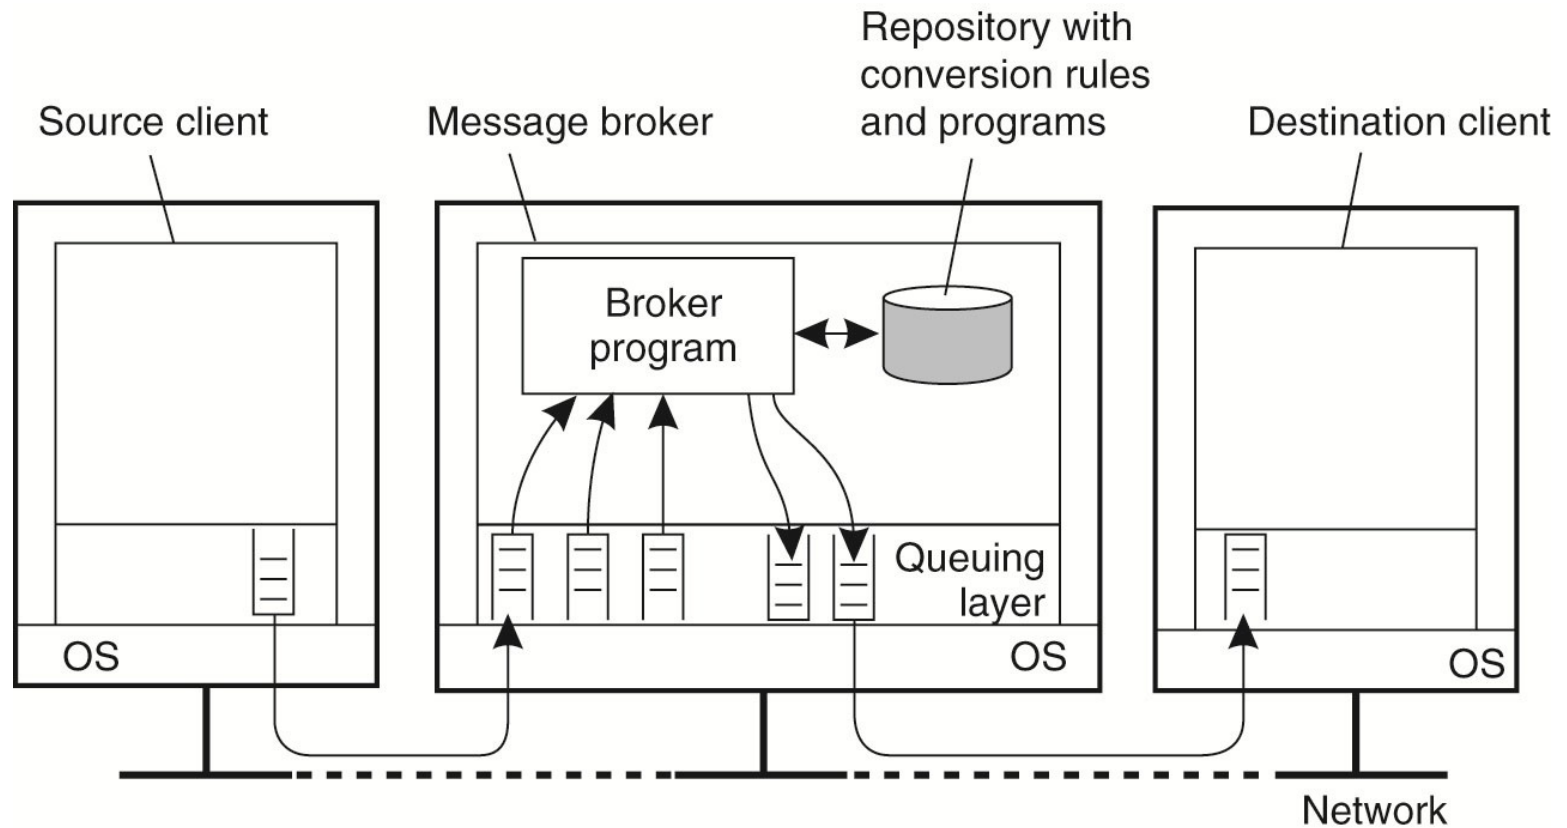 Repository with
conversion rules
and programs
Source client
Message broker
Destination client
Broker
program
Queuing
layer
OS
OS
OS
Network